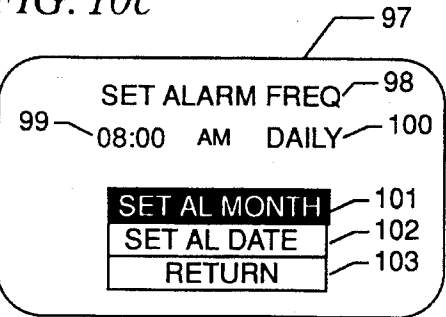 FIG. 10c
97
SET ALARM FREQ 98
99 08:00 AM DAILY 100
SET AL MONTH 101
SET AL DATE 102
RETURN 103